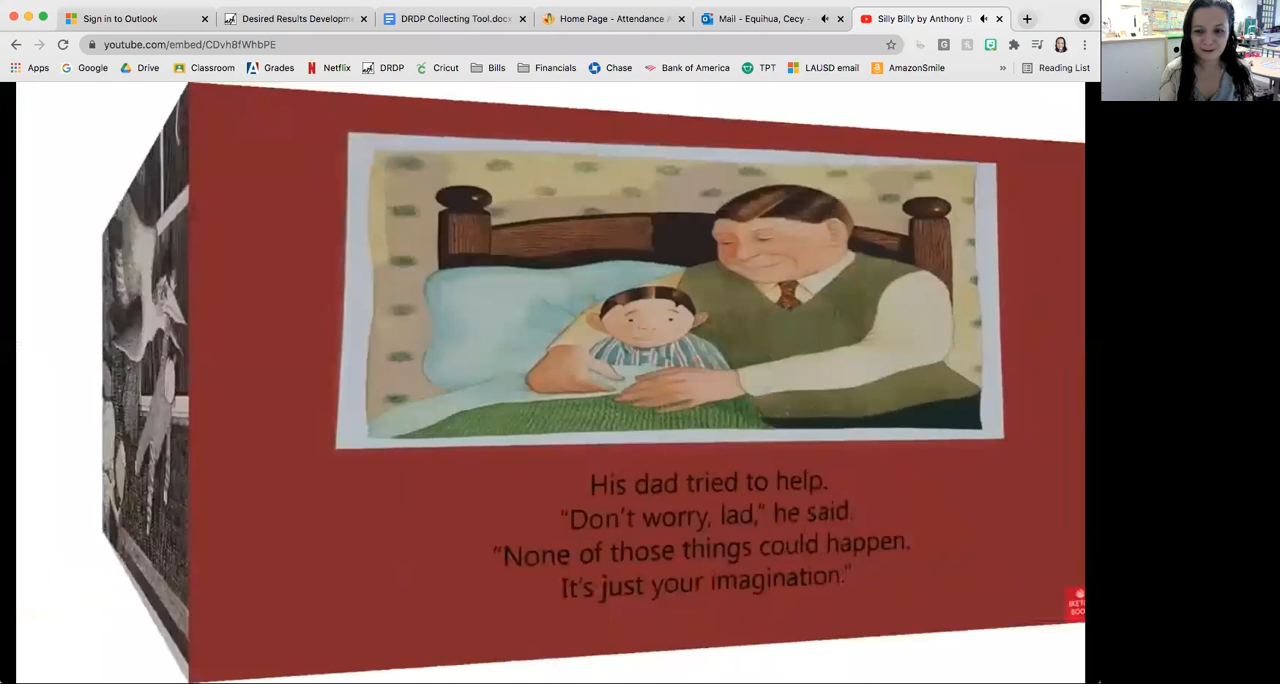 Sign in to Outlook
Desired Results Developm
DRDP Collecting Tool.docx
Home Page - Attendance
Mail - Equihua, Cecy -
Silly Billy by Anthony B
youtube.com/embed/CDvh8fWhbPE
Apps
Google
Drive
Classroom
Grades
Netflix
DRDP
Cricut
Bills
Financials
Chase
Bank of America
TPT
LAUSD email
AmazonSmile
»
Reading List
His dad tried to help.
"Don't worry, lad," he said.
"None of those things could happen.
It's just your imagination."